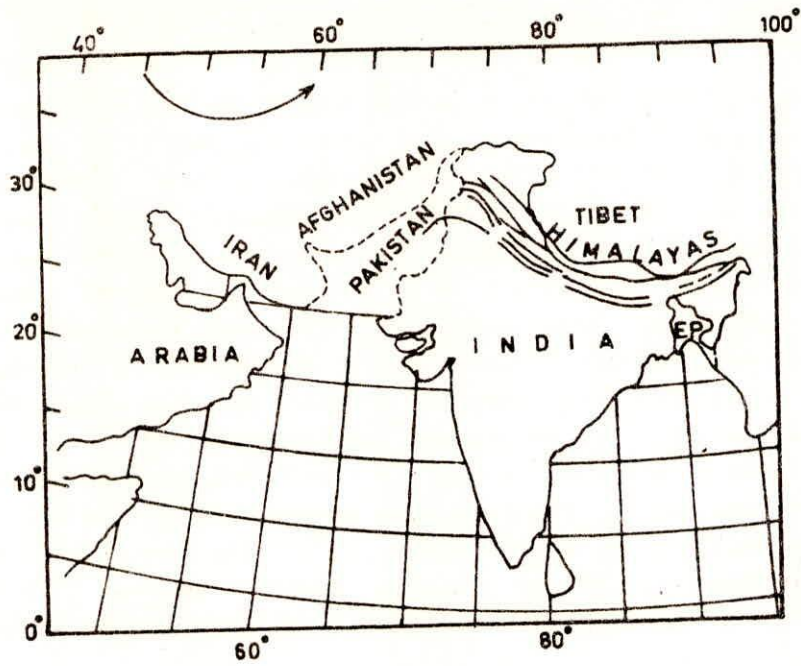 40° 60° 80° 100°
30°
AFGHANISTAN
TIBET
HIMALAYAS
IRAN
PAKISTAN
20°
ARABIA
INDIA
EP
10°
0°
60° 80°